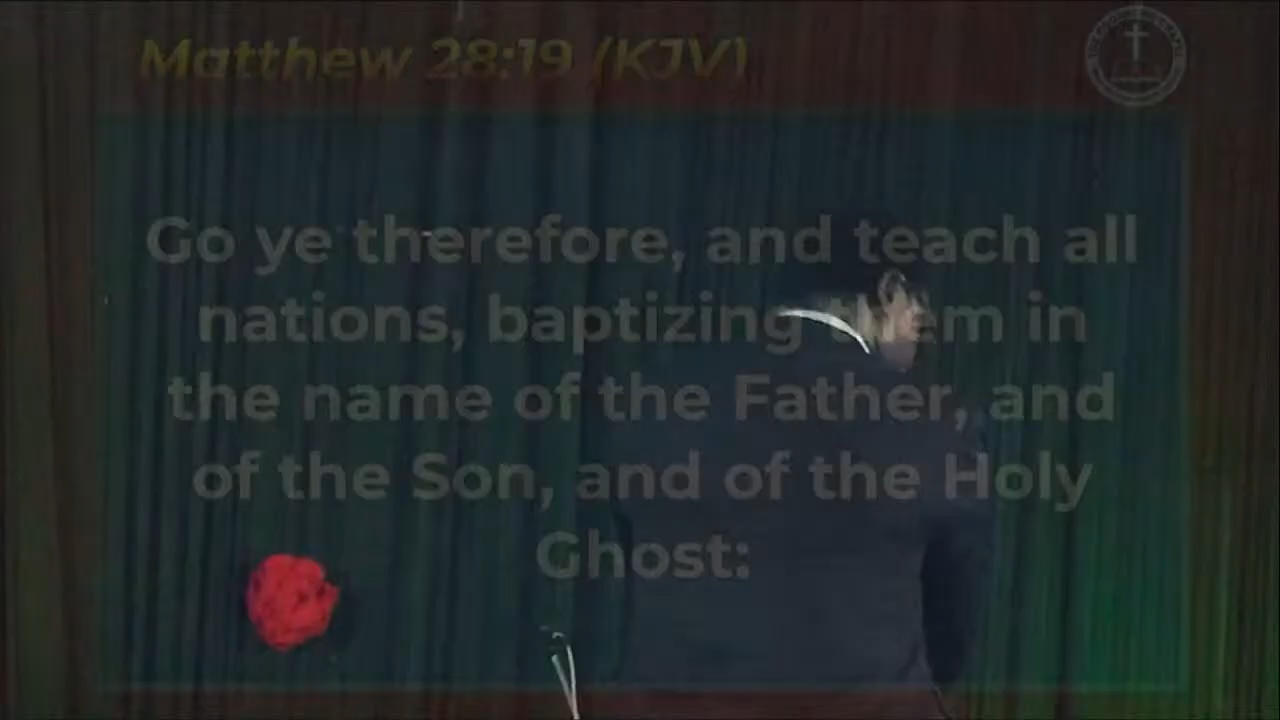 Matthew 28:19 (KJV)
Go ye therefore, and teach all
nations, baptizing them in
the name of the Father, and
of the Son, and of the Holy
Ghost: